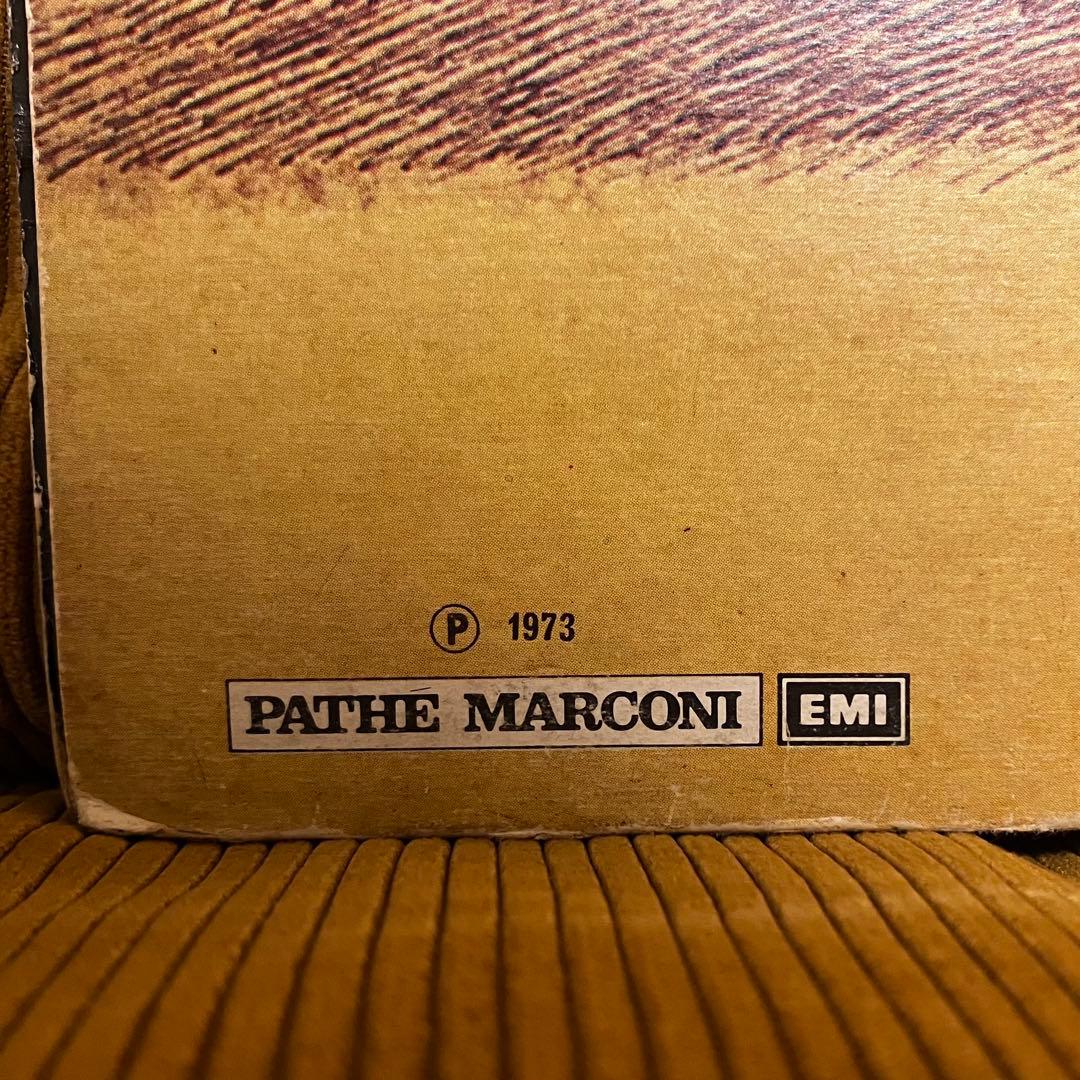 Ⓟ 1973
PATHÉ MARCONI EMI